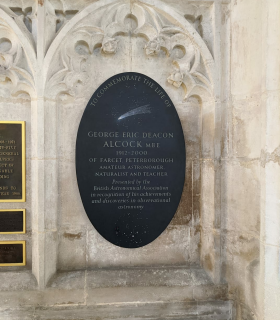 TO COMMEMORATE THE LIFE OF
GEORGE ERIC DEACON
ALCOCK MBE
1912-2000
OF FARCET PETERBOROUGH
AMATEUR ASTRONOMER
NATURALIST AND TEACHER
Presented by the
British Astronomical Association
in recognition of his achievements
and discoveries in observational
astronomy